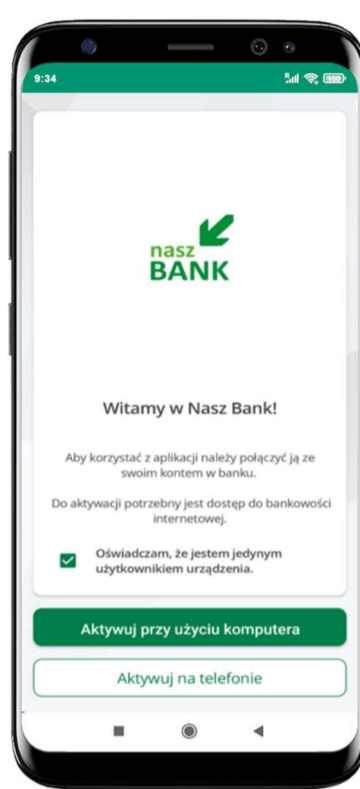 9:34
nasz
BANK
Witamy w Nasz Bank!
Aby korzystać z aplikacji należy połączyć ją ze
swoim kontem w banku.
Do aktywacji potrzebny jest dostęp do bankowości
internetowej.
Oświadczam, że jestem jedynym
użytkownikiem urządzenia.
Aktywuj przy użyciu komputera
Aktywuj na telefonie